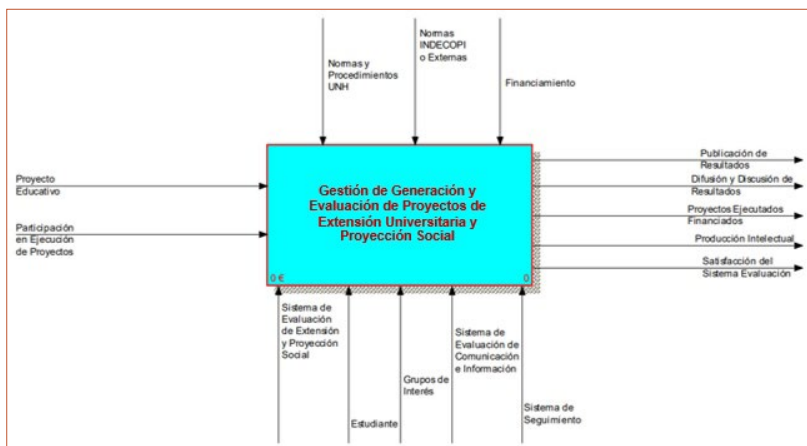 Normas y
Procedimientos
UNH
Normas
INDECOPI
o Externas
Financiamiento
Proyecto
Educativo
Participación
en Ejecución
de Proyectos
Gestión de Generación y
Evaluación de Proyectos de
Extensión Universitaria y
Proyección Social
0 €
0
Publicación de
Resultados
Difusión y Discusión de
Resultados
Proyectos Ejecutados
Financiados
Producción Intelectual
Satisfacción del
Sistema Evaluación
Sistema de
Evaluación
de Extensión
y Proyección
Social
Estudiante
Grupos de
Interés
Sistema de
Evaluación de
Comunicación
e Información
Sistema de
Seguimiento